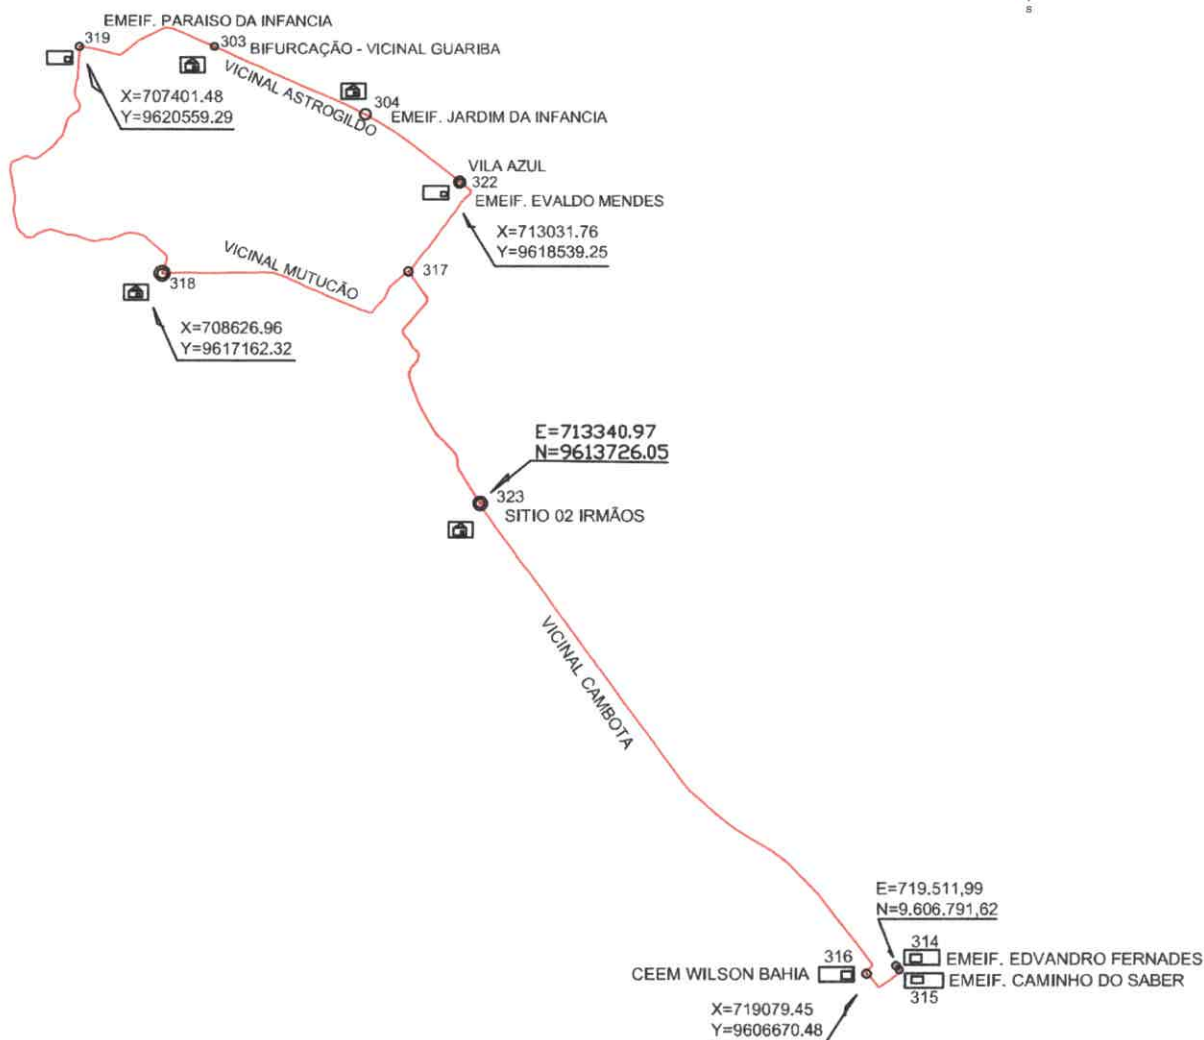 s
EMEIF. PARAISO DA INFANCIA
319
303
BIFURCAÇÃO - VICINAL GUARIBA
VICINAL ASTROGILDO
X=707401.48
Y=9620559.29
304
EMEIF. JARDIM DA INFANCIA
VILA AZUL
322
EMEIF. EVALDO MENDES
X=713031.76
Y=9618539.25
VICINAL MUTUCÃO
317
318
X=708626.96
Y=9617162.32
E=713340.97
N=9613726.05
323
SITIO 02 IRMÃOS
VICINAL CAMBOTA
E=719.511,99
N=9.606.791,62
314
316
EMEIF. EDVANDRO FERNADES
CEEM WILSON BAHIA
EMEIF. CAMINHO DO SABER
315
X=719079.45
Y=9606670.48